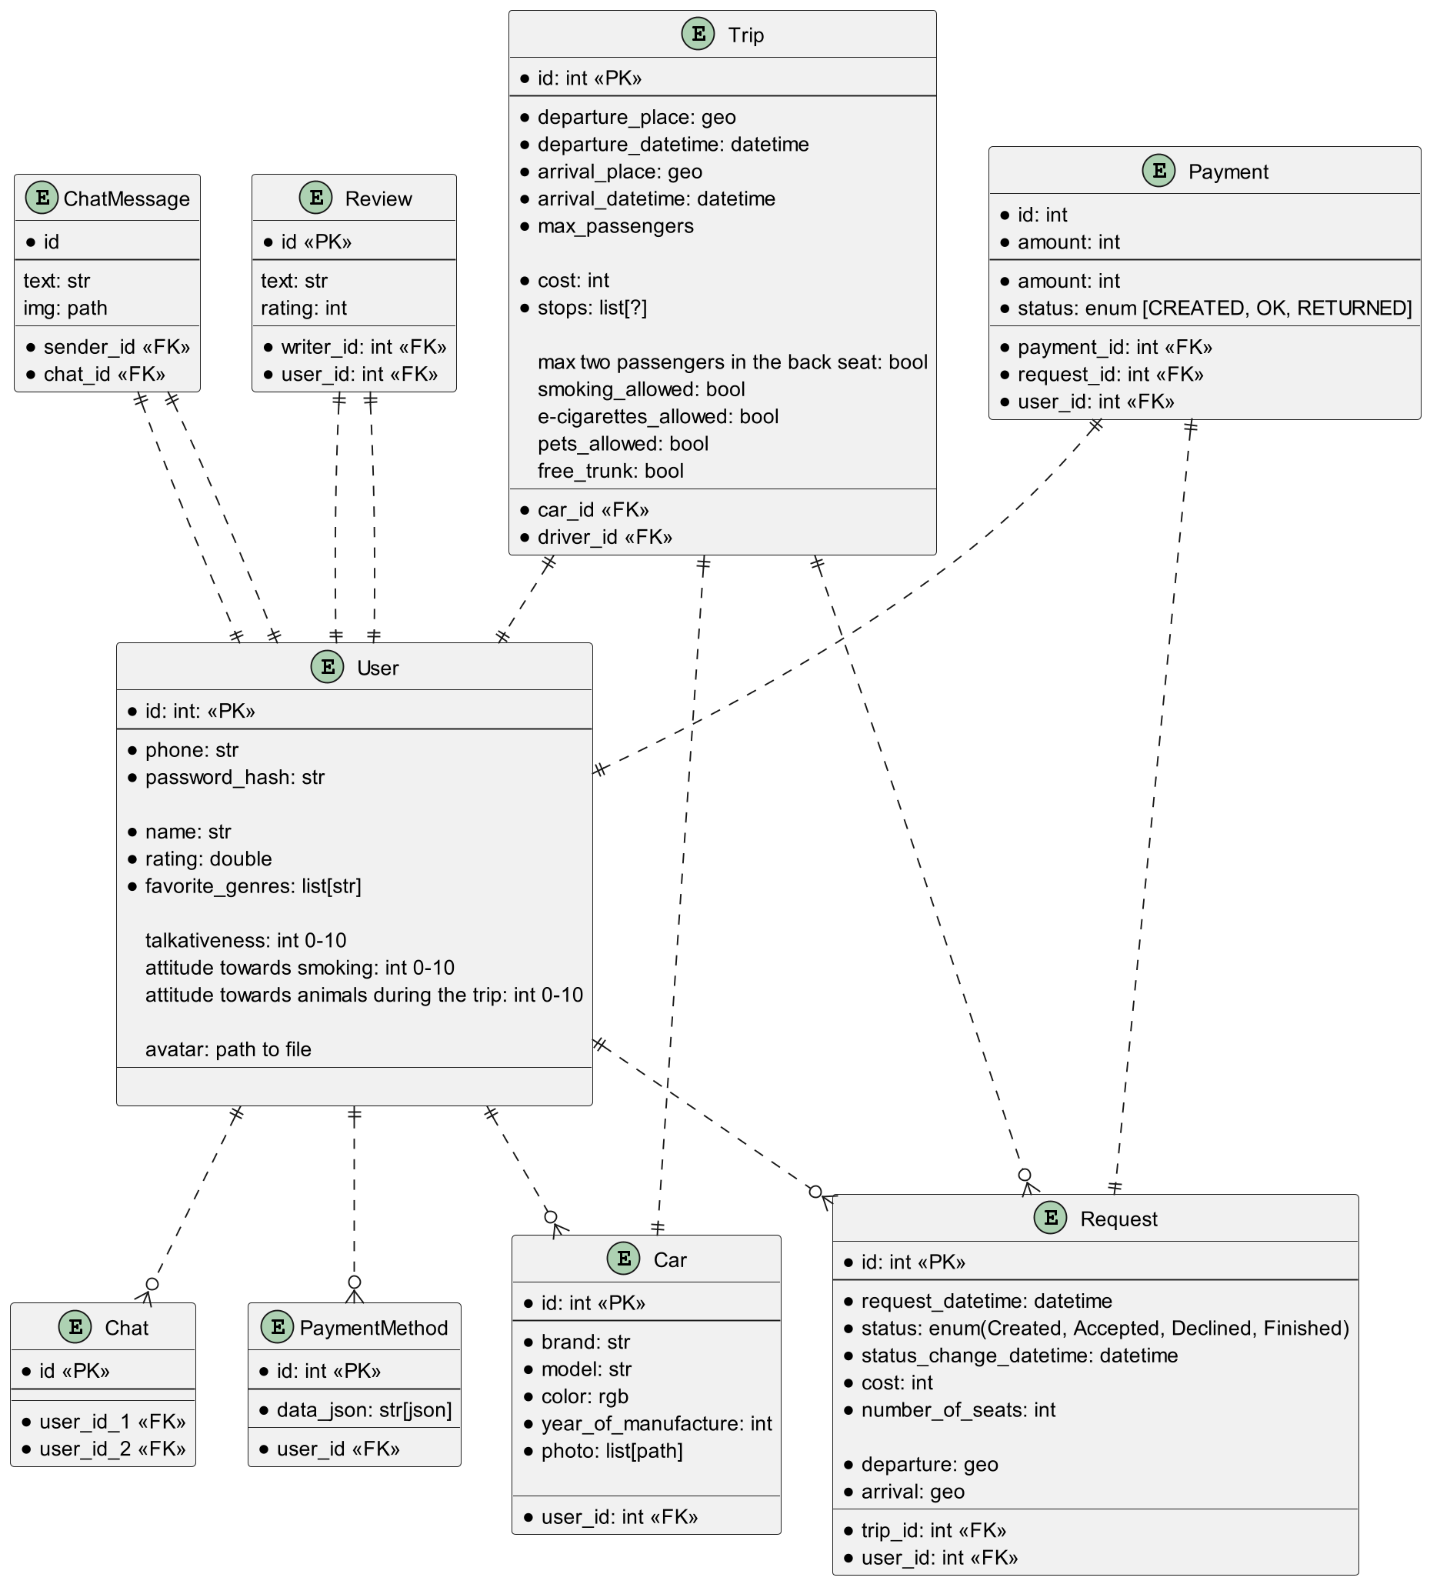 E Trip
id: int «PK»
departure_place: geo
departure_datetime: datetime
arrival_place: geo
arrival_datetime: datetime
max_passengers
cost: int
stops: list[?]
max two passengers in the back seat: bool
smoking_allowed: bool
e-cigarettes_allowed: bool
pets_allowed: bool
free_trunk: bool
car_id «FK»
driver_id «FK»
E Payment
id: int
amount: int
amount: int
status: enum [CREATED, OK, RETURNED]
payment_id: int «FK»
request_id: int «FK»
user_id: int «FK»
E ChatMessage
id
text: str
img: path
sender_id «FK»
chat_id «FK»
E Review
id «PK»
text: str
rating: int
writer_id: int «FK»
user_id: int «FK»
E User
id: int: «PK»
phone: str
password_hash: str
name: str
rating: double
favorite_genres: list[str]
talkativeness: int 0-10
attitude towards smoking: int 0-10
attitude towards animals during the trip: int 0-10
avatar: path to file
E Chat
id «PK»
user_id_1 «FK»
user_id_2 «FK»
E PaymentMethod
id: int «PK»
data_json: str[json]
user_id «FK»
E Car
id: int «PK»
brand: str
model: str
color: rgb
year_of_manufacture: int
photo: list[path]
user_id: int «FK»
E Request
id: int «PK»
request_datetime: datetime
status: enum(Created, Accepted, Declined, Finished)
status_change_datetime: datetime
cost: int
number_of_seats: int
departure: geo
arrival: geo
trip_id: int «FK»
user_id: int «FK»